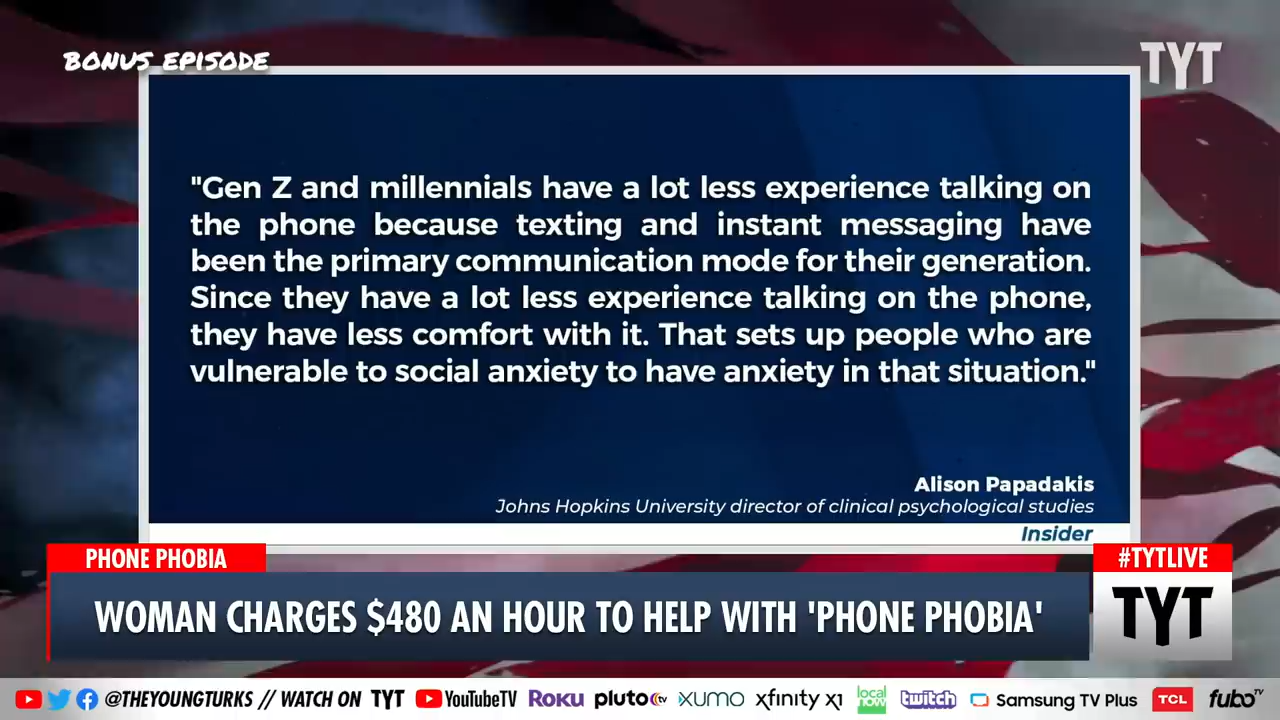 BONUS EPISODE
TYT
"Gen Z and millennials have a lot less experience talking on
the phone because texting and instant messaging have
been the primary communication mode for their generation.
Since they have a lot less experience talking on the phone,
they have less comfort with it. That sets up people who are
vulnerable to social anxiety to have anxiety in that situation."
Alison Papadakis
Johns Hopkins University director of clinical psychological studies
Insider
PHONE PHOBIA
#TYTLIVE
WOMAN CHARGES $480 AN HOUR TO HELP WITH 'PHONE PHOBIA'
TYT
@THEYOUNGTURKS // WATCH ON TYT YouTubeTV ROKU pluto tv xumo xfinity X1 local now twitch Samsung TV Plus TCL fubo TV